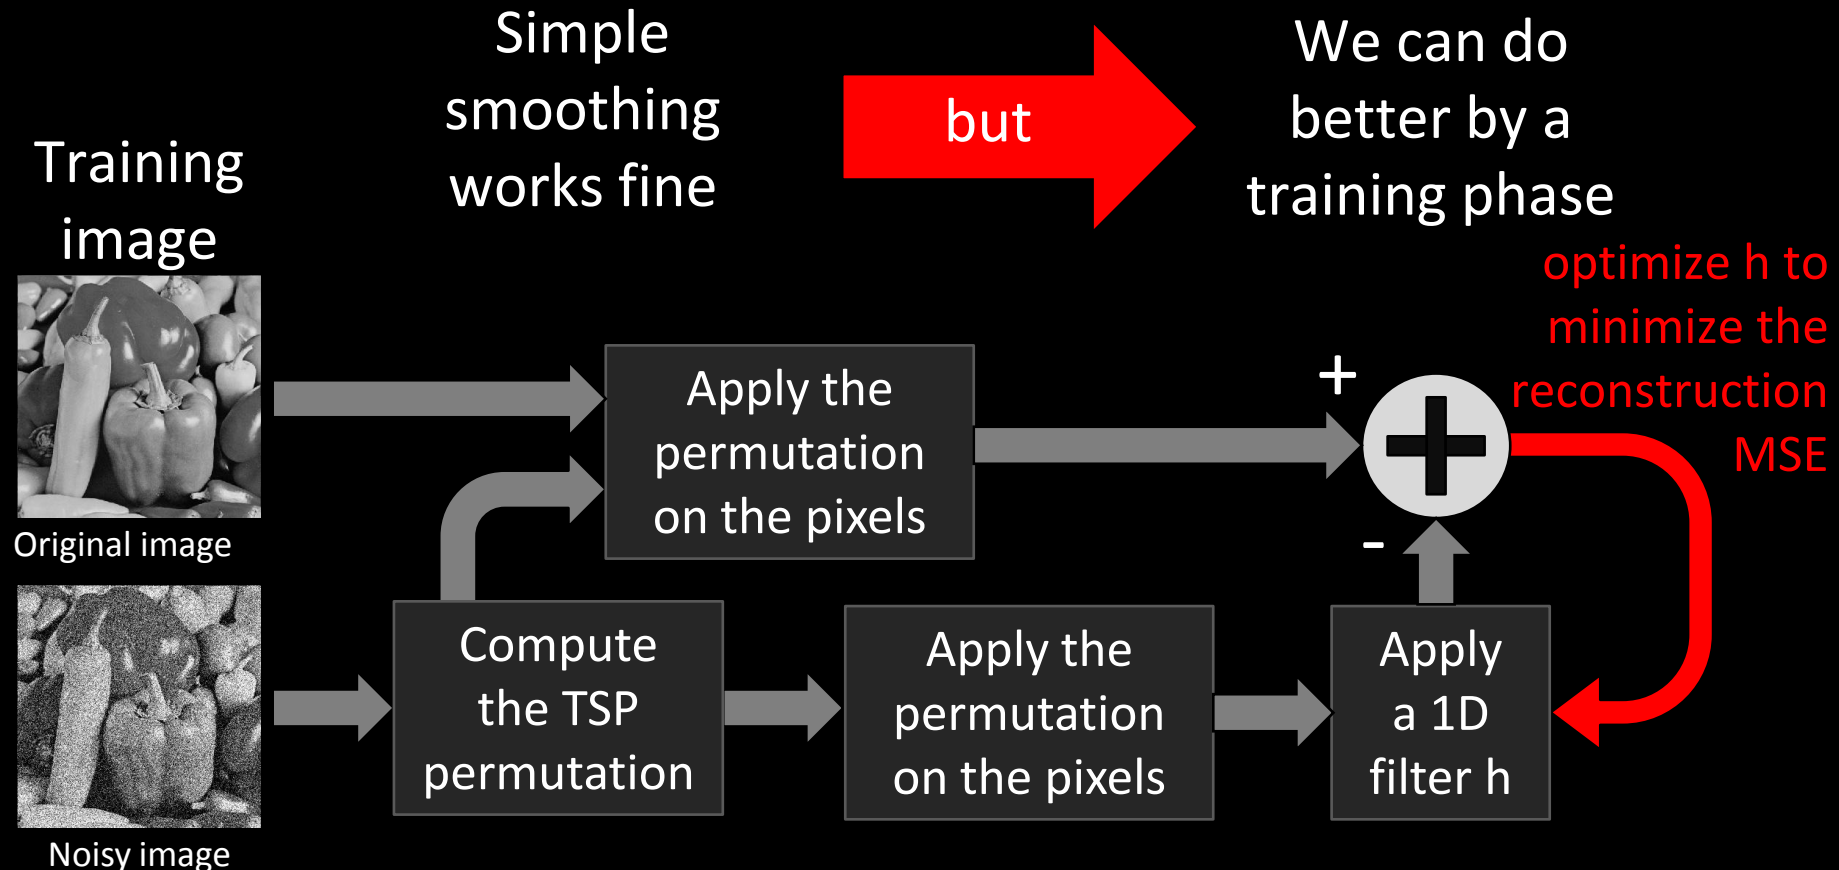 Simple
smoothing
works fine
but
We can do
better by a
training phase
Training
image
Original image
Noisy image
optimize h to
minimize the
reconstruction
MSE
Apply the
permutation
on the pixels
+
-
Compute
the TSP
permutation
Apply the
permutation
on the pixels
Apply
a 1D
filter h